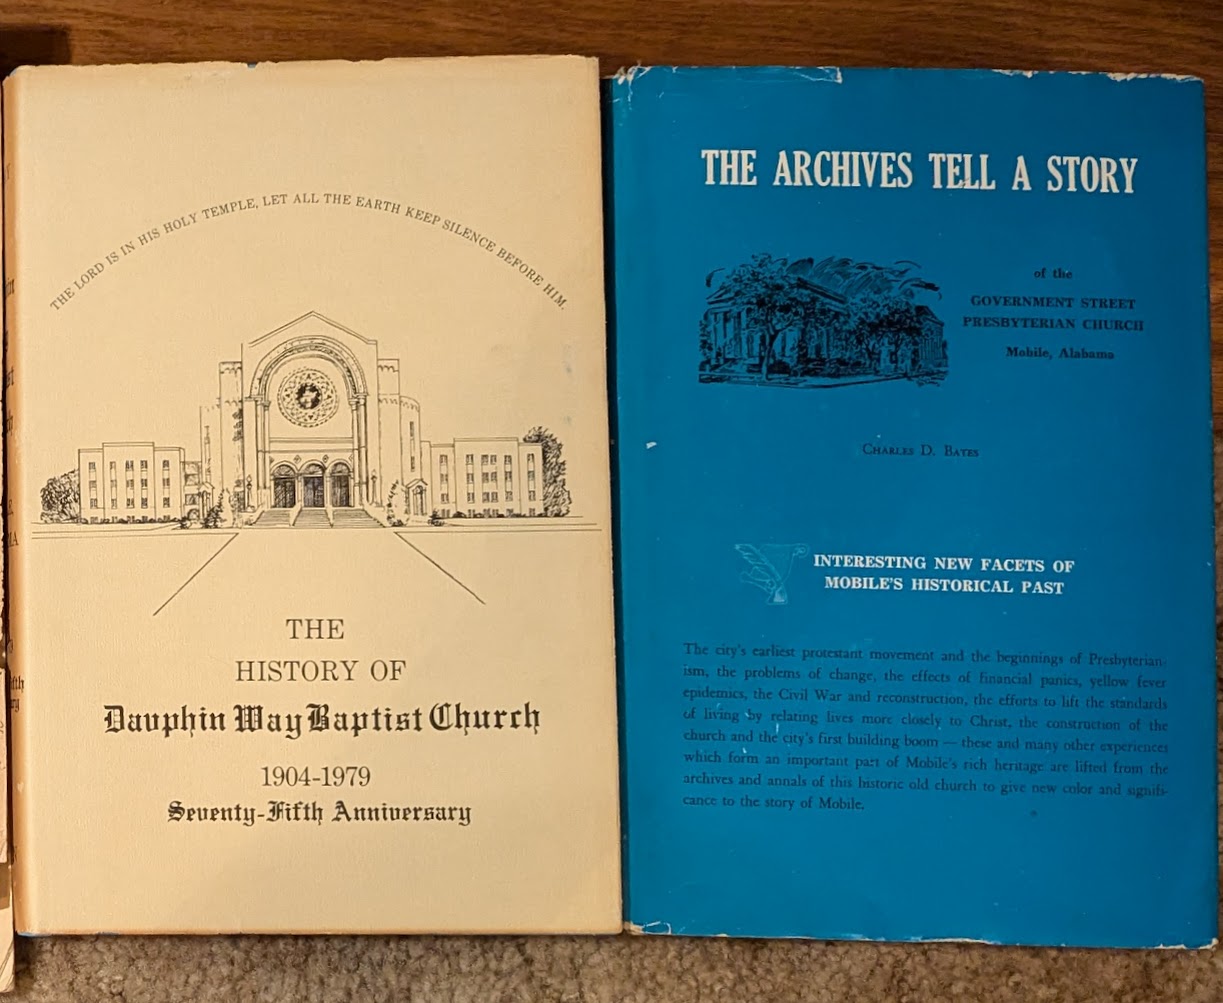 THE LORD IS IN HIS HOLY TEMPLE, LET ALL THE EARTH KEEP SILENCE BEFORE HIM.
THE
HISTORY OF
Dauphin Way Baptist Church
1904-1979
Seventy-Fifth Anniversary
THE ARCHIVES TELL A STORY
of the
GOVERNMENT STREET
PRESBYTERIAN CHURCH
Mobile, Alabama
CHARLES D. BATES
INTERESTING NEW FACETS OF
MOBILE'S HISTORICAL PAST
The city's earliest protestant movement and the beginnings of Presbyterian-
ism, the problems of change, the effects of financial panics, yellow fever
epidemics, the Civil War and reconstruction, the efforts to lift the standards
of living by relating lives more closely to Christ, the construction of the
church and the city's first building boom — these and many other experiences
which form an important part of Mobile's rich heritage are lifted from the
archives and annals of this historic old church to give new color and signifi-
cance to the story of Mobile.